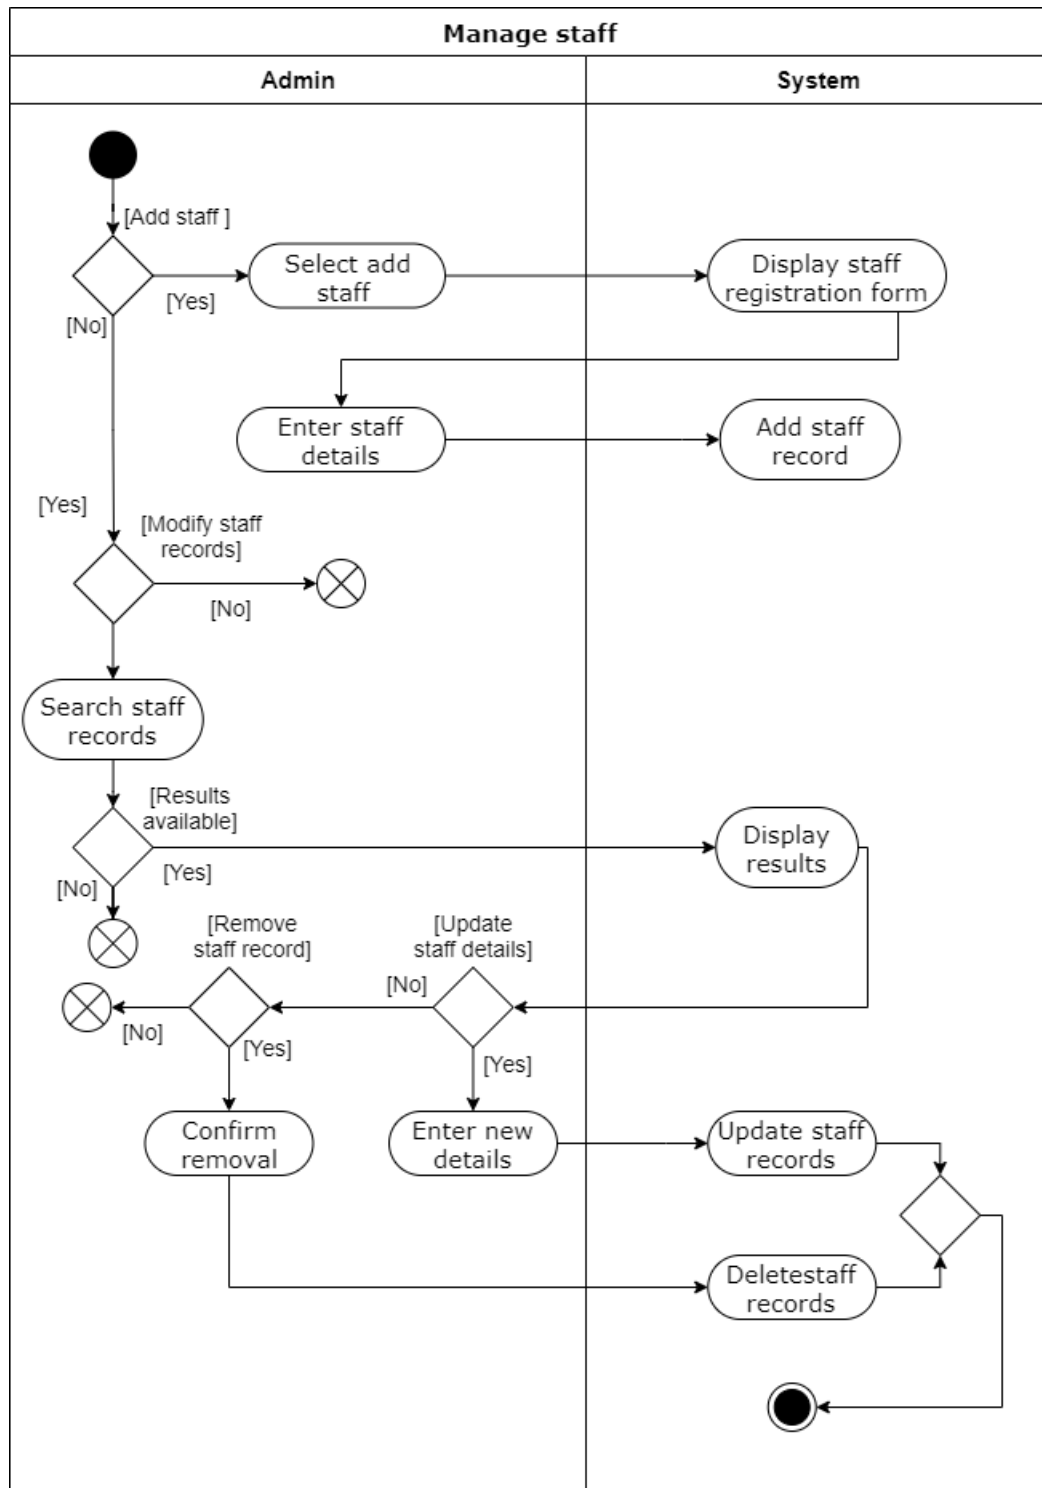 Manage staff
Admin
System
[Add staff ]
Select add
staff
Display staff
registration form
[Yes]
[No]
Enter staff
details
Add staff
record
[Yes]
[Modify staff
records]
[No]
Search staff
records
[Results
available]
Display
results
[Yes]
[No]
[Remove
staff record]
[Update
staff details]
[No]
[No]
[Yes]
[Yes]
Confirm
removal
Enter new
details
Update staff
records
Deletestaff
records